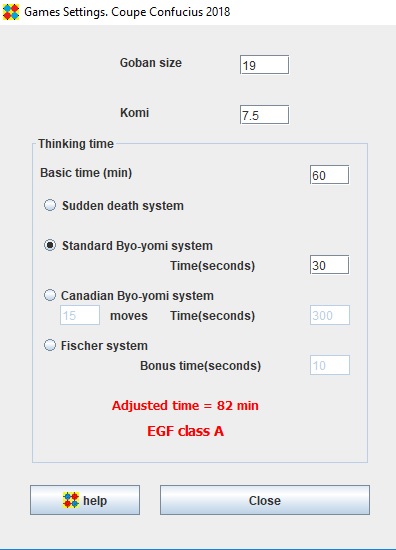 Games Settings. Coupe Confucius 2018
Goban size 19
Komi 7.5
Thinking time
Basic time (min) 60
Sudden death system
Standard Byo-yomi system
Time(seconds) 30
Canadian Byo-yomi system
15 moves Time(seconds) 300
Fischer system
Bonus time(seconds) 10
Adjusted time = 82 min
EGF class A
help Close